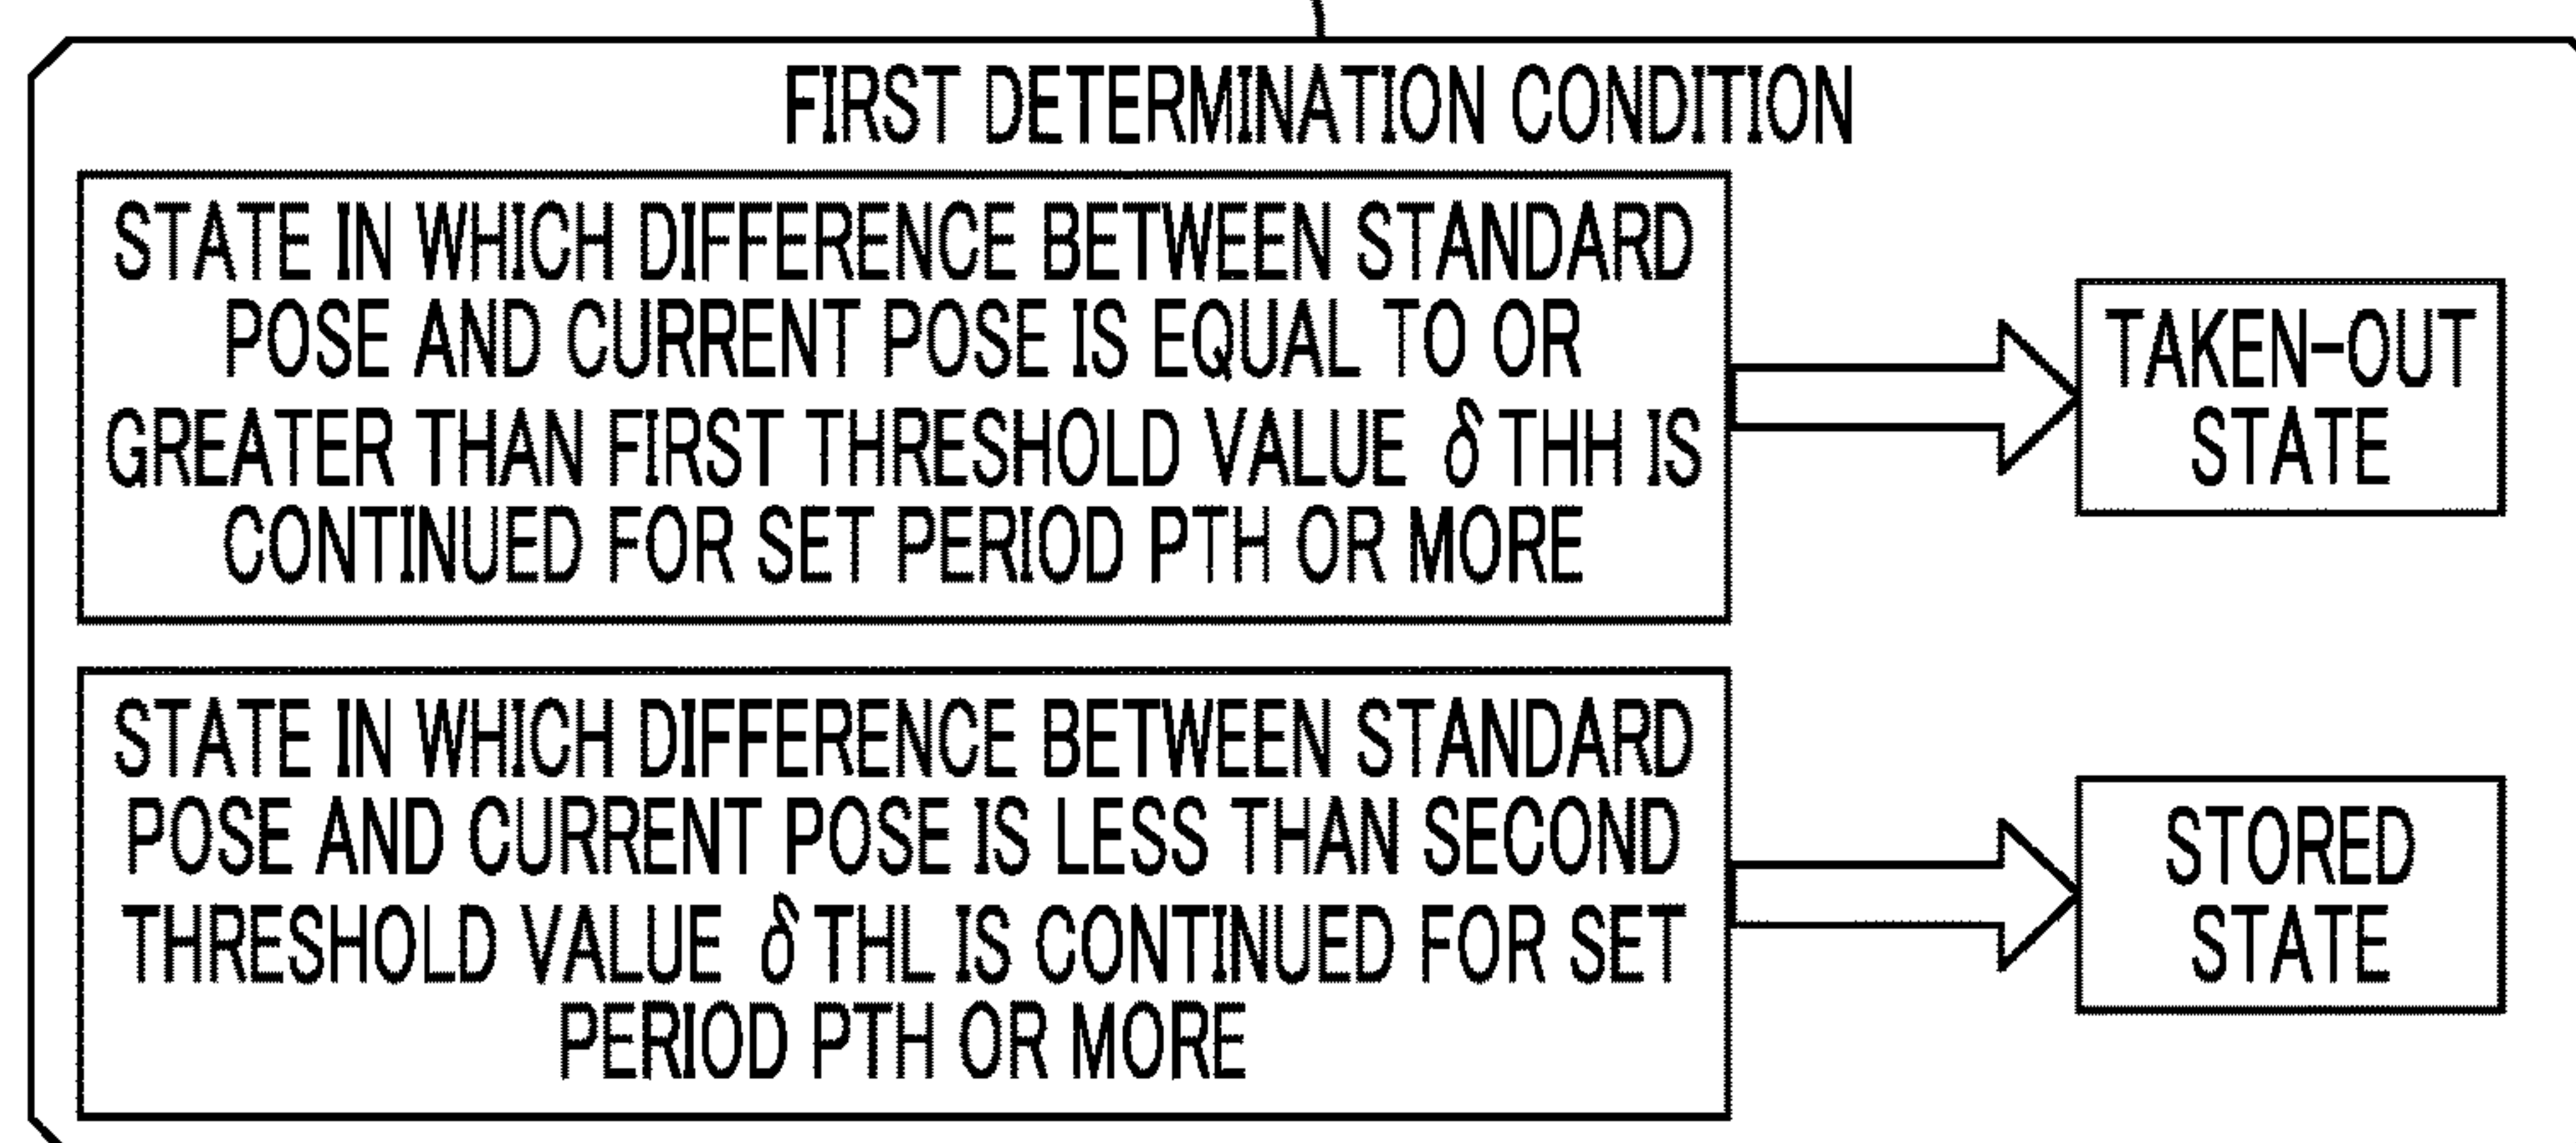 FIRST DETERMINATION CONDITION
STATE IN WHICH DIFFERENCE BETWEEN STANDARD
POSE AND CURRENT POSE IS EQUAL TO OR
GREATER THAN FIRST THRESHOLD VALUE δTHH IS
CONTINUED FOR SET PERIOD PTH OR MORE
TAKEN-OUT
STATE
STATE IN WHICH DIFFERENCE BETWEEN STANDARD
POSE AND CURRENT POSE IS LESS THAN SECOND
THRESHOLD VALUE δTHL IS CONTINUED FOR SET
PERIOD PTH OR MORE
STORED
STATE